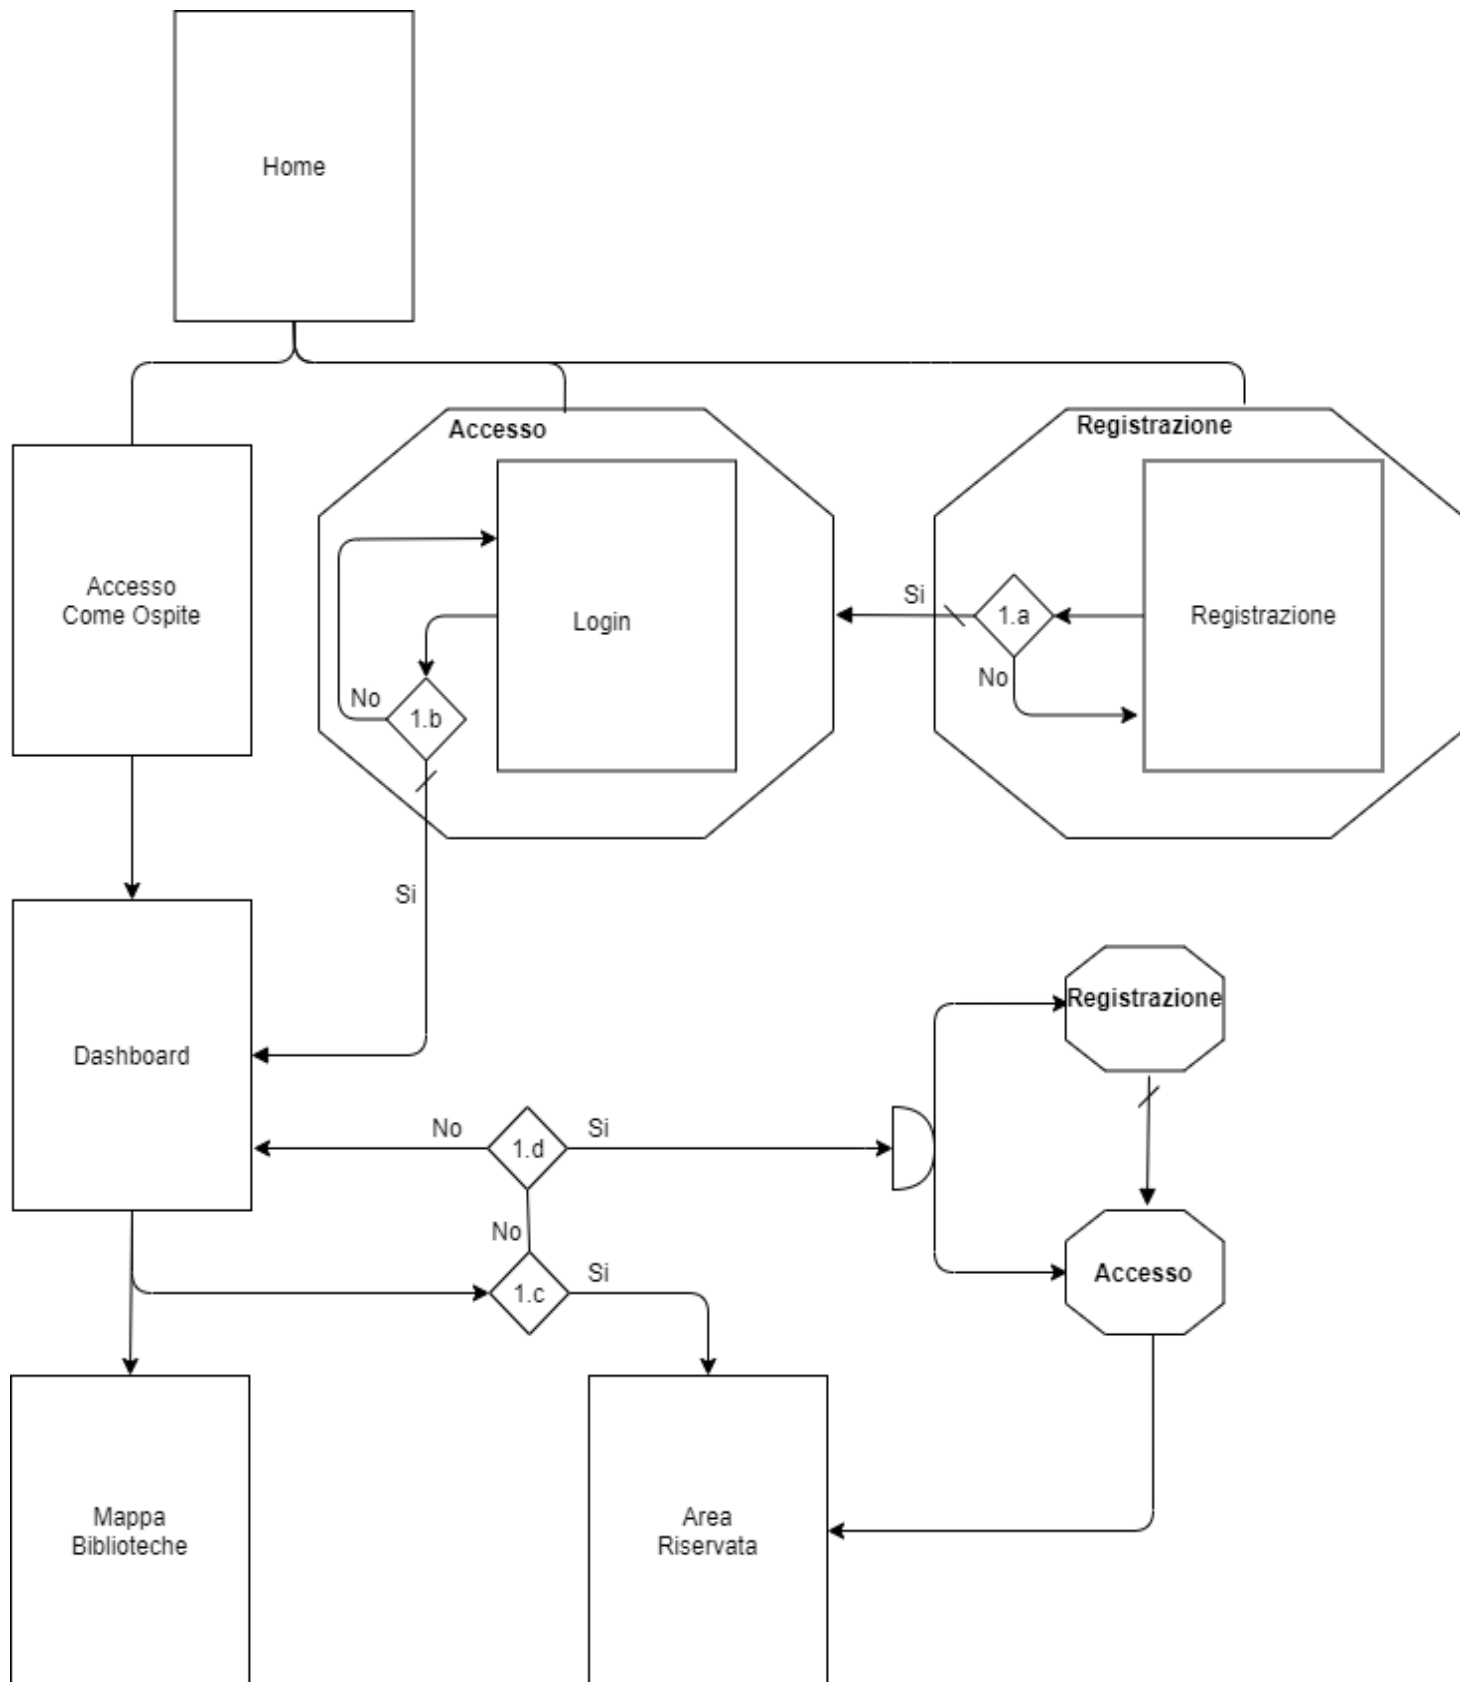 Home
Accesso
Registrazione
Accesso
Come Ospite
Login
Si
1.a
Registrazione
No
No
1.b
Si
Registrazione
Dashboard
No
1.d
Si
No
Accesso
1.c
Si
Mappa
Biblioteche
Area
Riservata